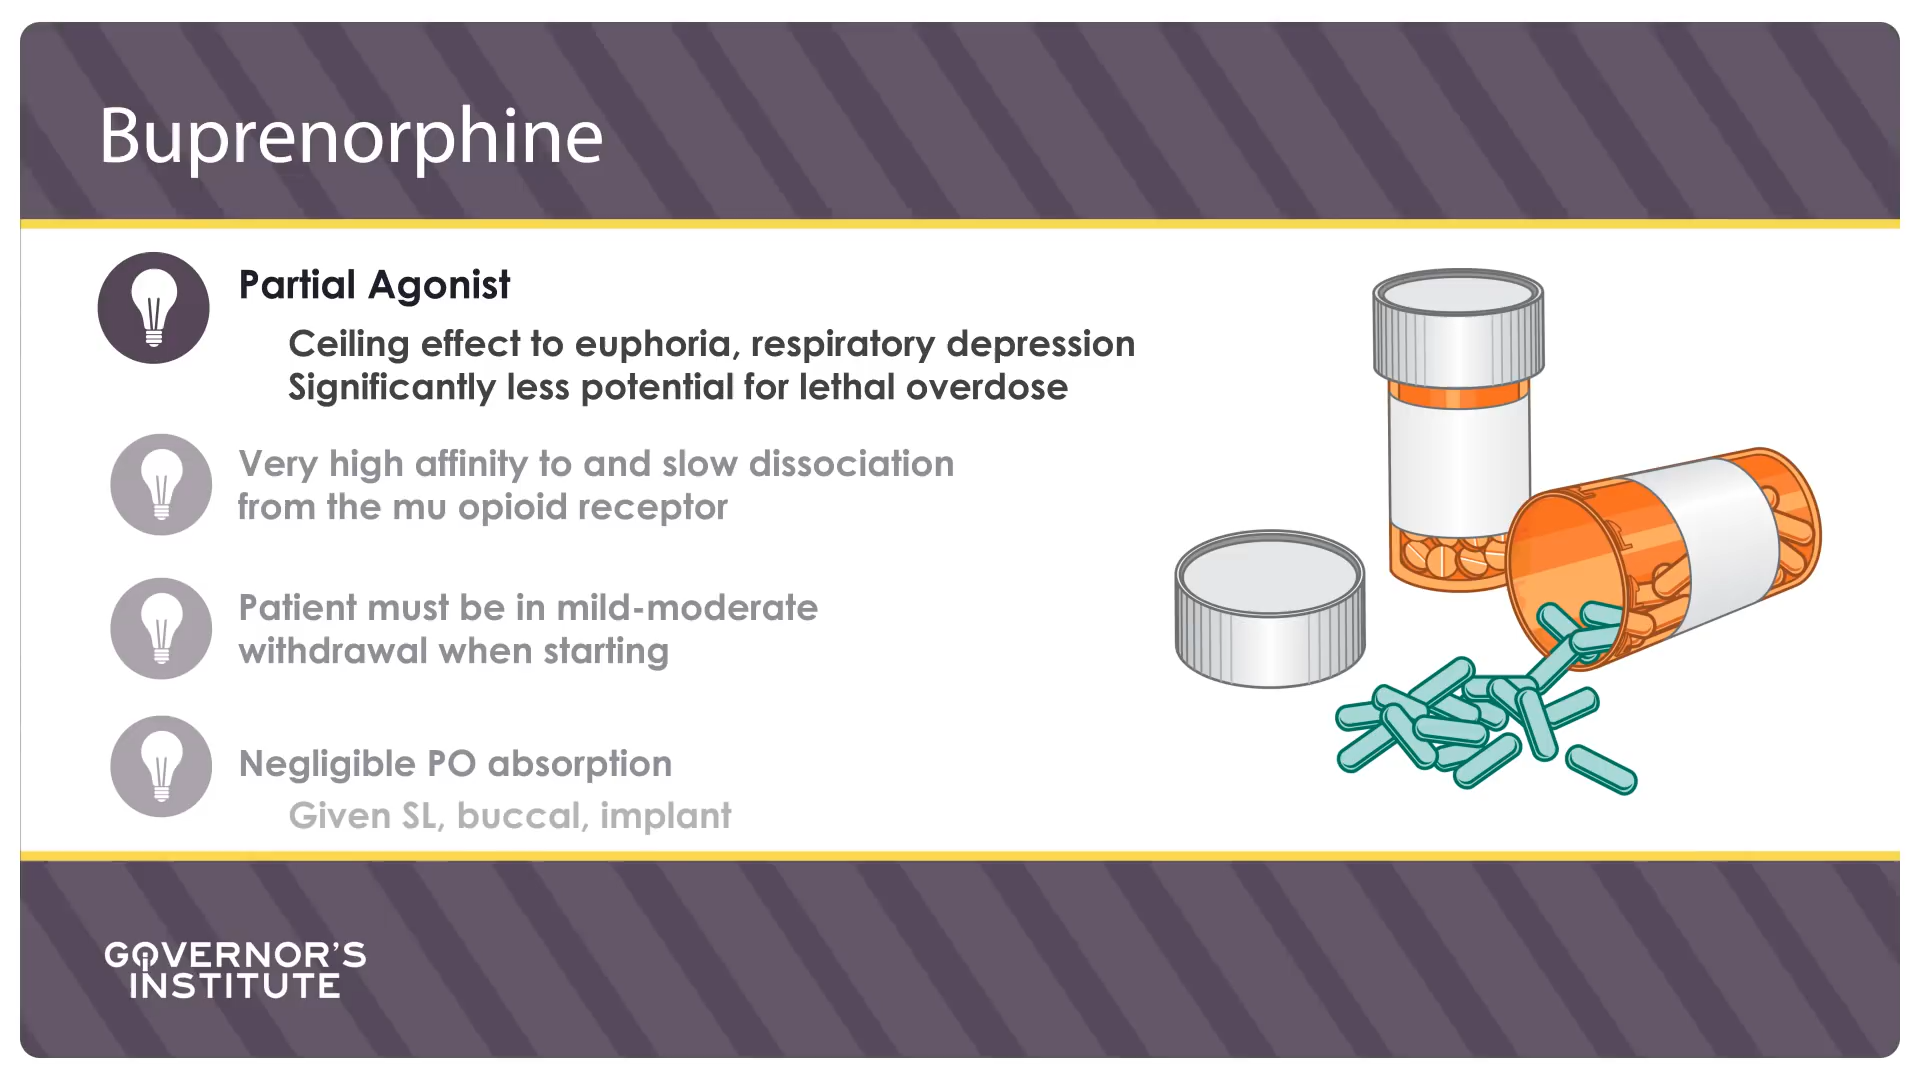 Buprenorphine
Partial Agonist
Ceiling effect to euphoria, respiratory depression
Significantly less potential for lethal overdose
Very high affinity to and slow dissociation
from the mu opioid receptor
Patient must be in mild-moderate
withdrawal when starting
Negligible PO absorption
Given SL, buccal, implant
GOVERNOR'S
INSTITUTE